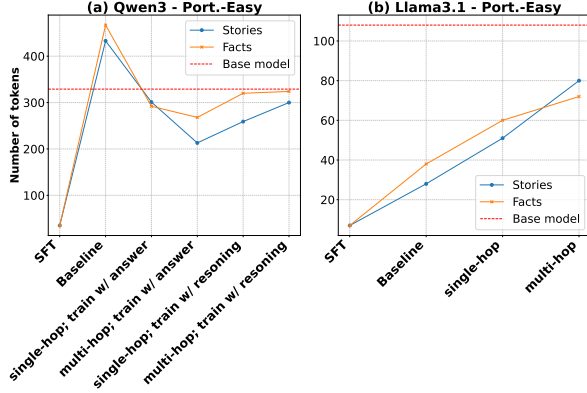 (a) Qwen3 - Port.-Easy
Number of tokens
400
300
200
100
Stories
Facts
Base model
SFT
Baseline
single-hop; train w/ answer
multi-hop; train w/ answer
single-hop; train w/ resoning
multi-hop; train w/ resoning
(b) Llama3.1 - Port.-Easy
100
80
60
40
20
Stories
Facts
Base model
SFT
Baseline
single-hop
multi-hop